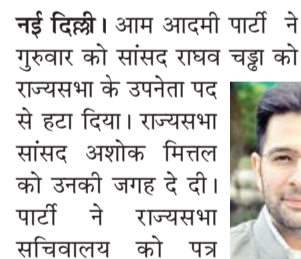 नई दिल्ली। आम आदमी पार्टी ने
गुरुवार को सांसद राघव चड्ढा को
राज्यसभा के उपनेता पद
से हटा दिया। राज्यसभा
सांसद अशोक मित्तल
को उनकी जगह दे दी।
पार्टी ने राज्यसभा
सचिवालय को पत्र